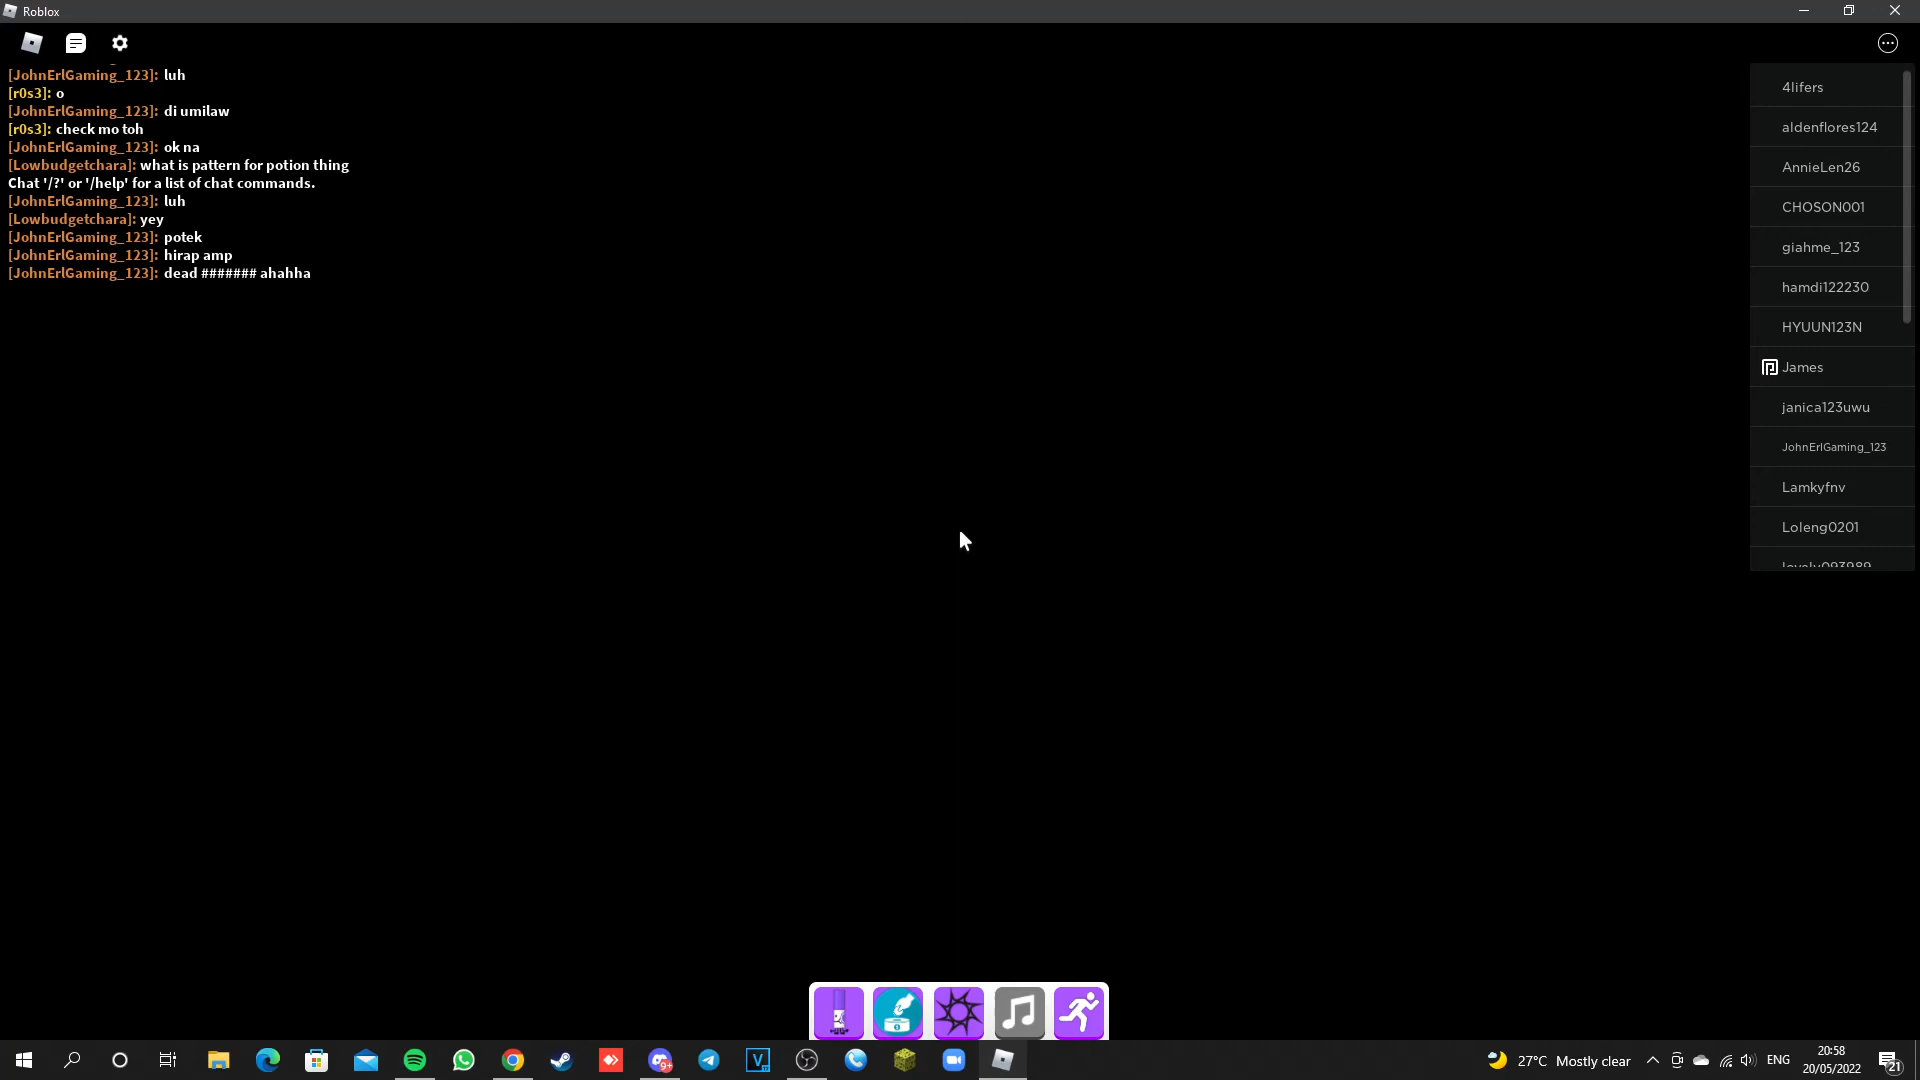 Roblox
[JohnErlGaming_123]: luh
[r0s3]: o
[JohnErlGaming_123]: di umilaw
[r0s3]: check mo toh
[JohnErlGaming_123]: ok na
[Lowbudgetchara]: what is pattern for potion thing
Chat '/?' or '/help' for a list of chat commands.
[JohnErlGaming_123]: luh
[Lowbudgetchara]: yey
[JohnErlGaming_123]: potek
[JohnErlGaming_123]: hirap amp
[JohnErlGaming_123]: dead ####### ahahha
4lifers
aldenflores124
AnnieLen26
CHOSON001
giahme_123
hamdi122230
HYUUN123N
James
janica123uwu
JohnErlGaming_123
Lamkyfnv
Loleng0201
9+
V
27°C Mostly clear
ENG
20:58
20/05/2022
21